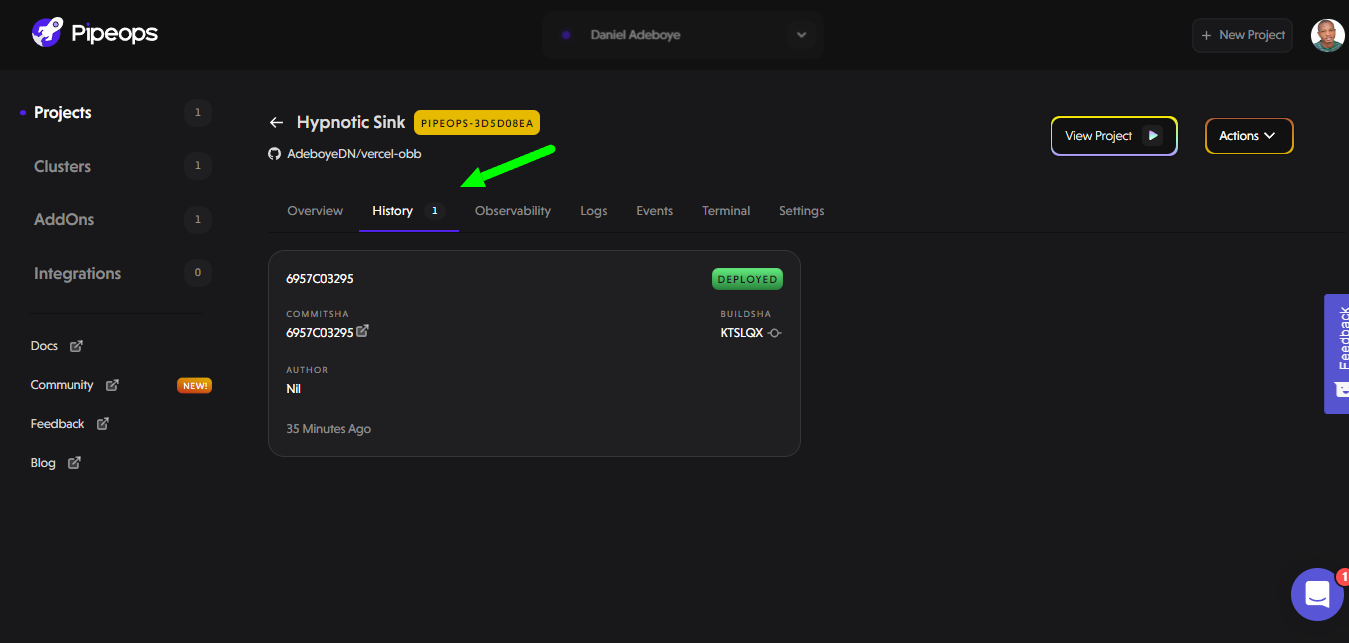 Pipeops
Daniel Adeboye
+ New Project
Projects 1
Clusters 1
AddOns 1
Integrations 0
Docs
Community NEW!
Feedback
Blog
Hypnotic Sink PIPEOPS-3D5D08EA
AdeboyeDN/vercel-obb
View Project
Actions
Overview History 1 Observability Logs Events Terminal Settings
6957C03295 DEPLOYED
COMMITSHA BUILDSHA
6957C03295 KTSLQX
AUTHOR
Nil
35 Minutes Ago
Feedback
1